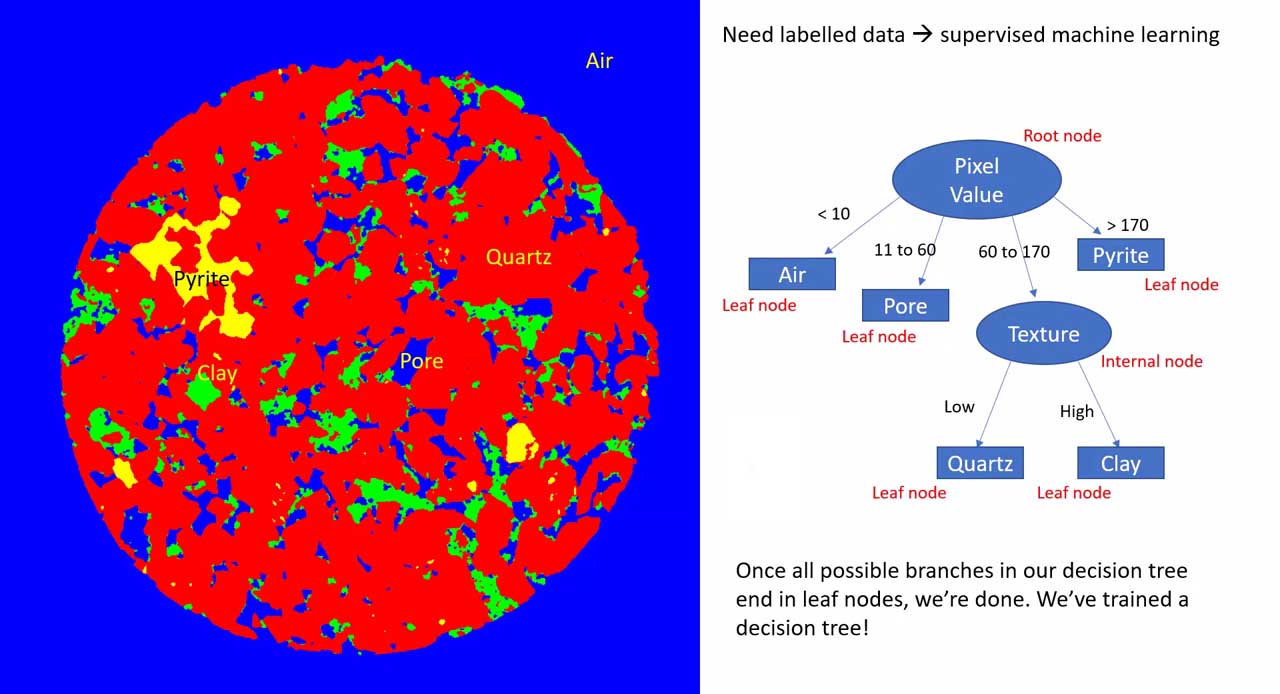 Air
Pyrite
Quartz
Clay
Pore
Need labelled data → supervised machine learning
Root node
Pixel
Value
< 10
11 to 60
60 to 170
> 170
Air
Leaf node
Pore
Leaf node
Pyrite
Leaf node
Texture
Internal node
Low
High
Quartz
Leaf node
Clay
Leaf node
Once all possible branches in our decision tree
end in leaf nodes, we’re done. We’ve trained a
decision tree!